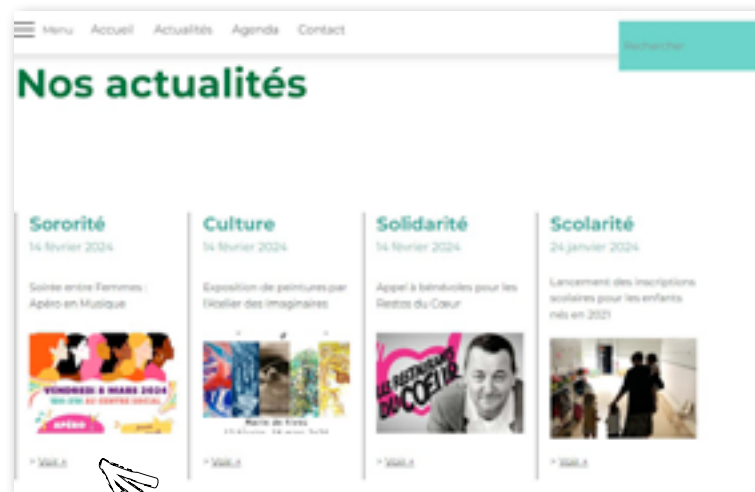 Menu Accueil Actualités Agenda Contact
Rechercher
Nos actualités
Sororité
14 février 2024
Soirée entre Femmes :
Apéro en Musique
VENDREDI 8 MARS 2024
AU CENTRE SOCIAL
APÉRO
> Voir +
Culture
14 février 2024
Exposition de peintures par
l'Atelier des Imaginaires
> Voir +
Solidarité
14 février 2024
Appel à bénévoles pour les
Restos du Cœur
LES RESTAURANTS
DU CŒUR
> Voir +
Scolarité
24 janvier 2024
Lancement des inscriptions
scolaires pour les enfants
nés en 2021
> Voir +